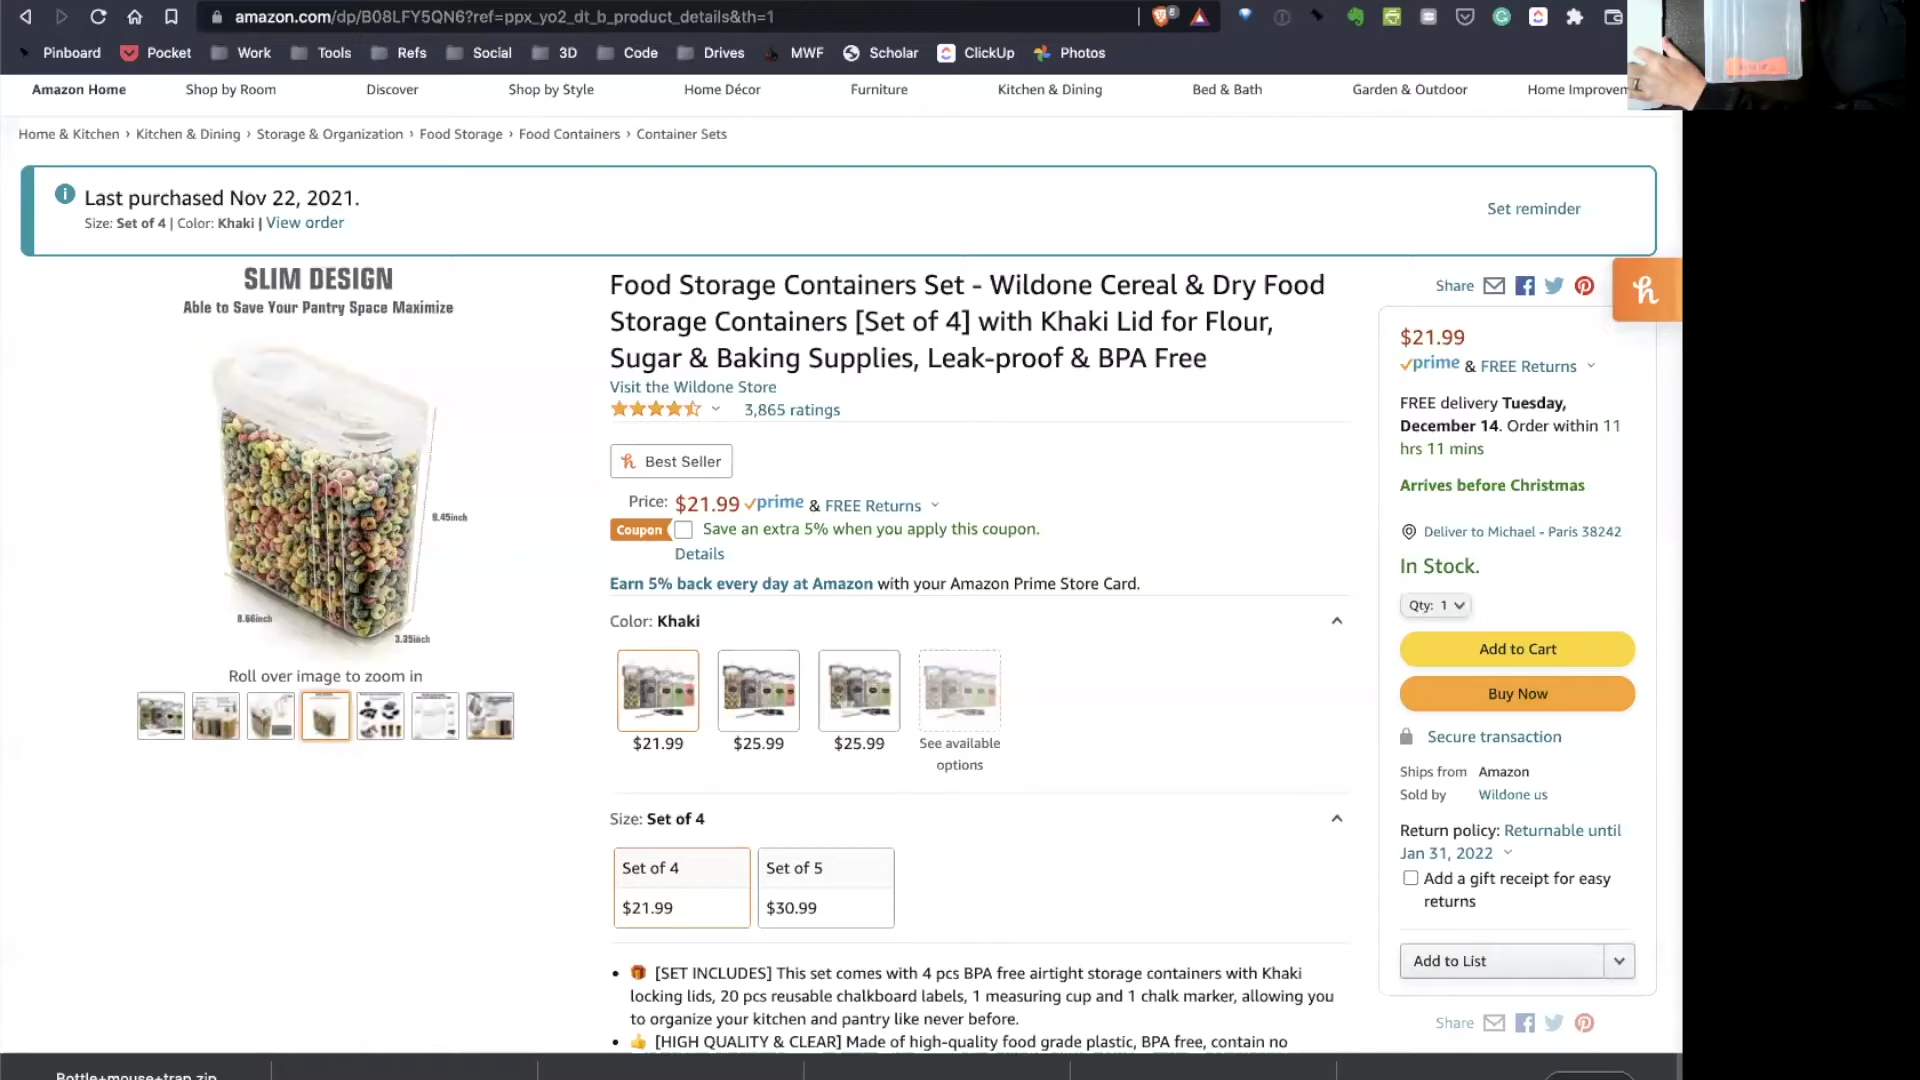 amazon.com/dp/B08LFY5QN6?ref=ppx_yo2_dt_b_product_details&th=1
Pinboard Pocket Work Tools Refs Social 3D Code Drives MWF Scholar ClickUp Photos
Amazon Home Shop by Room Discover Shop by Style Home Décor Furniture Kitchen & Dining Bed & Bath Garden & Outdoor Home Improvem
Home & Kitchen › Kitchen & Dining › Storage & Organization › Food Storage › Food Containers › Container Sets
Last purchased Nov 22, 2021.
Size: Set of 4 | Color: Khaki | View order
Set reminder
SLIM DESIGN
Able to Save Your Pantry Space Maximize
3.35inch
Roll over image to zoom in
Food Storage Containers Set - Wildone Cereal & Dry Food
Storage Containers [Set of 4] with Khaki Lid for Flour,
Sugar & Baking Supplies, Leak-proof & BPA Free
Visit the Wildone Store
3,865 ratings
Best Seller
Price: $21.99 prime & FREE Returns
Coupon Save an extra 5% when you apply this coupon.
Details
Earn 5% back every day at Amazon with your Amazon Prime Store Card.
Color: Khaki
$21.99 $25.99 $25.99 See available
options
Size: Set of 4
Set of 4 Set of 5
$21.99 $30.99
• [SET INCLUDES] This set comes with 4 pcs BPA free airtight storage containers with Khaki
locking lids, 20 pcs reusable chalkboard labels, 1 measuring cup and 1 chalk marker, allowing you
to organize your kitchen and pantry like never before.
• [HIGH QUALITY & CLEAR] Made of high-quality food grade plastic, BPA free, contain no
Share
$21.99
prime & FREE Returns
FREE delivery Tuesday,
December 14. Order within 11
hrs 11 mins
Arrives before Christmas
Deliver to Michael - Paris 38242
In Stock.
Qty: 1
Add to Cart
Buy Now
Secure transaction
Ships from Amazon
Sold by Wildone us
Return policy: Returnable until
Jan 31, 2022
Add a gift receipt for easy
returns
Add to List
Share
Bottle+mouse+trap.zip